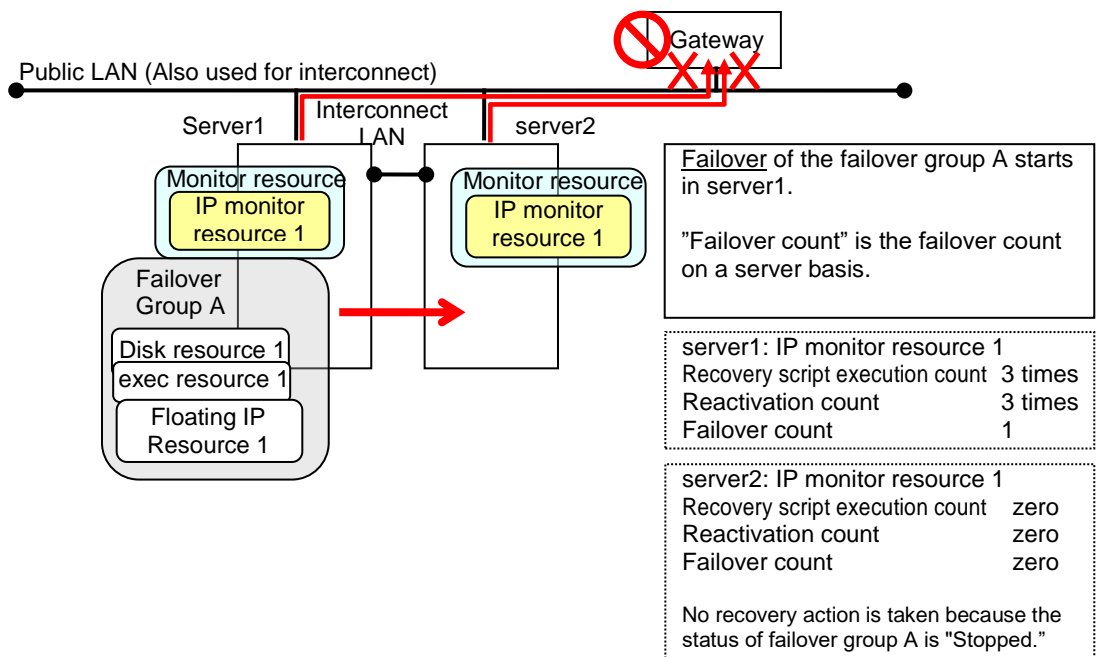 Gateway
Public LAN (Also used for interconnect)
Interconnect
LAN
Server1
server2
Monitor resource
IP monitor
resource 1
Monitor resource
IP monitor
resource 1
Failover
Group A
Disk resource 1
exec resource 1
Floating IP
Resource 1
Failover of the failover group A starts
in server1.
”Failover count” is the failover count
on a server basis.
server1: IP monitor resource 1
Recovery script execution count 3 times
Reactivation count 3 times
Failover count 1
server2: IP monitor resource 1
Recovery script execution count zero
Reactivation count zero
Failover count zero
No recovery action is taken because the
status of failover group A is "Stopped.”